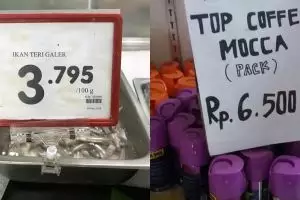 IKAN TERI GALER
3.795
/100 g
TOP COFFE
MOCCA
(PACK)
Rp. 6.500